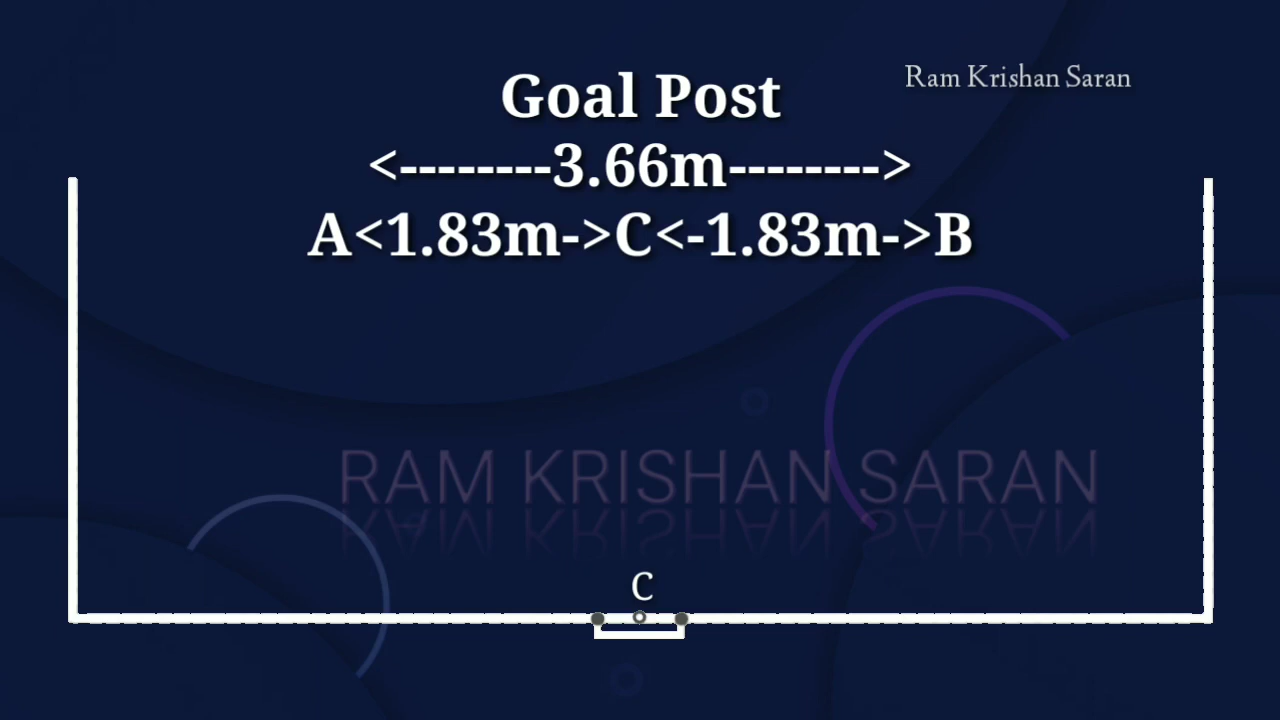 Goal Post
Ram Krishan Saran
<--------3.66m-------->
A<1.83m->C<-1.83m->B
RAM KRISHAN SARAN
C